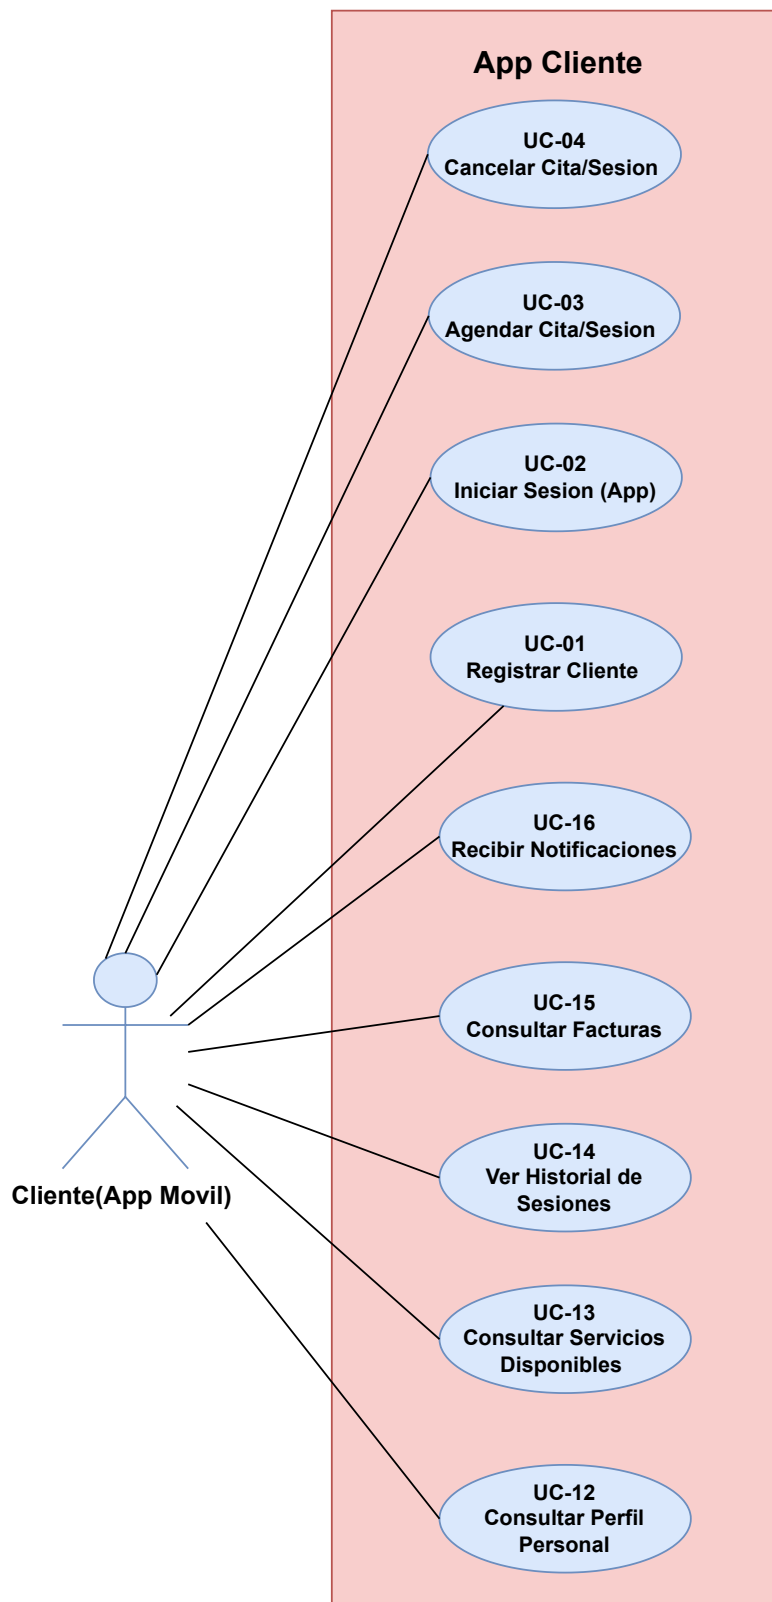 App Cliente
UC-04
Cancelar Cita/Sesion
UC-03
Agendar Cita/Sesion
UC-02
Iniciar Sesion (App)
UC-01
Registrar Cliente
UC-16
Recibir Notificaciones
UC-15
Consultar Facturas
UC-14
Ver Historial de
Sesiones
Cliente(App Movil)
UC-13
Consultar Servicios
Disponibles
UC-12
Consultar Perfil
Personal